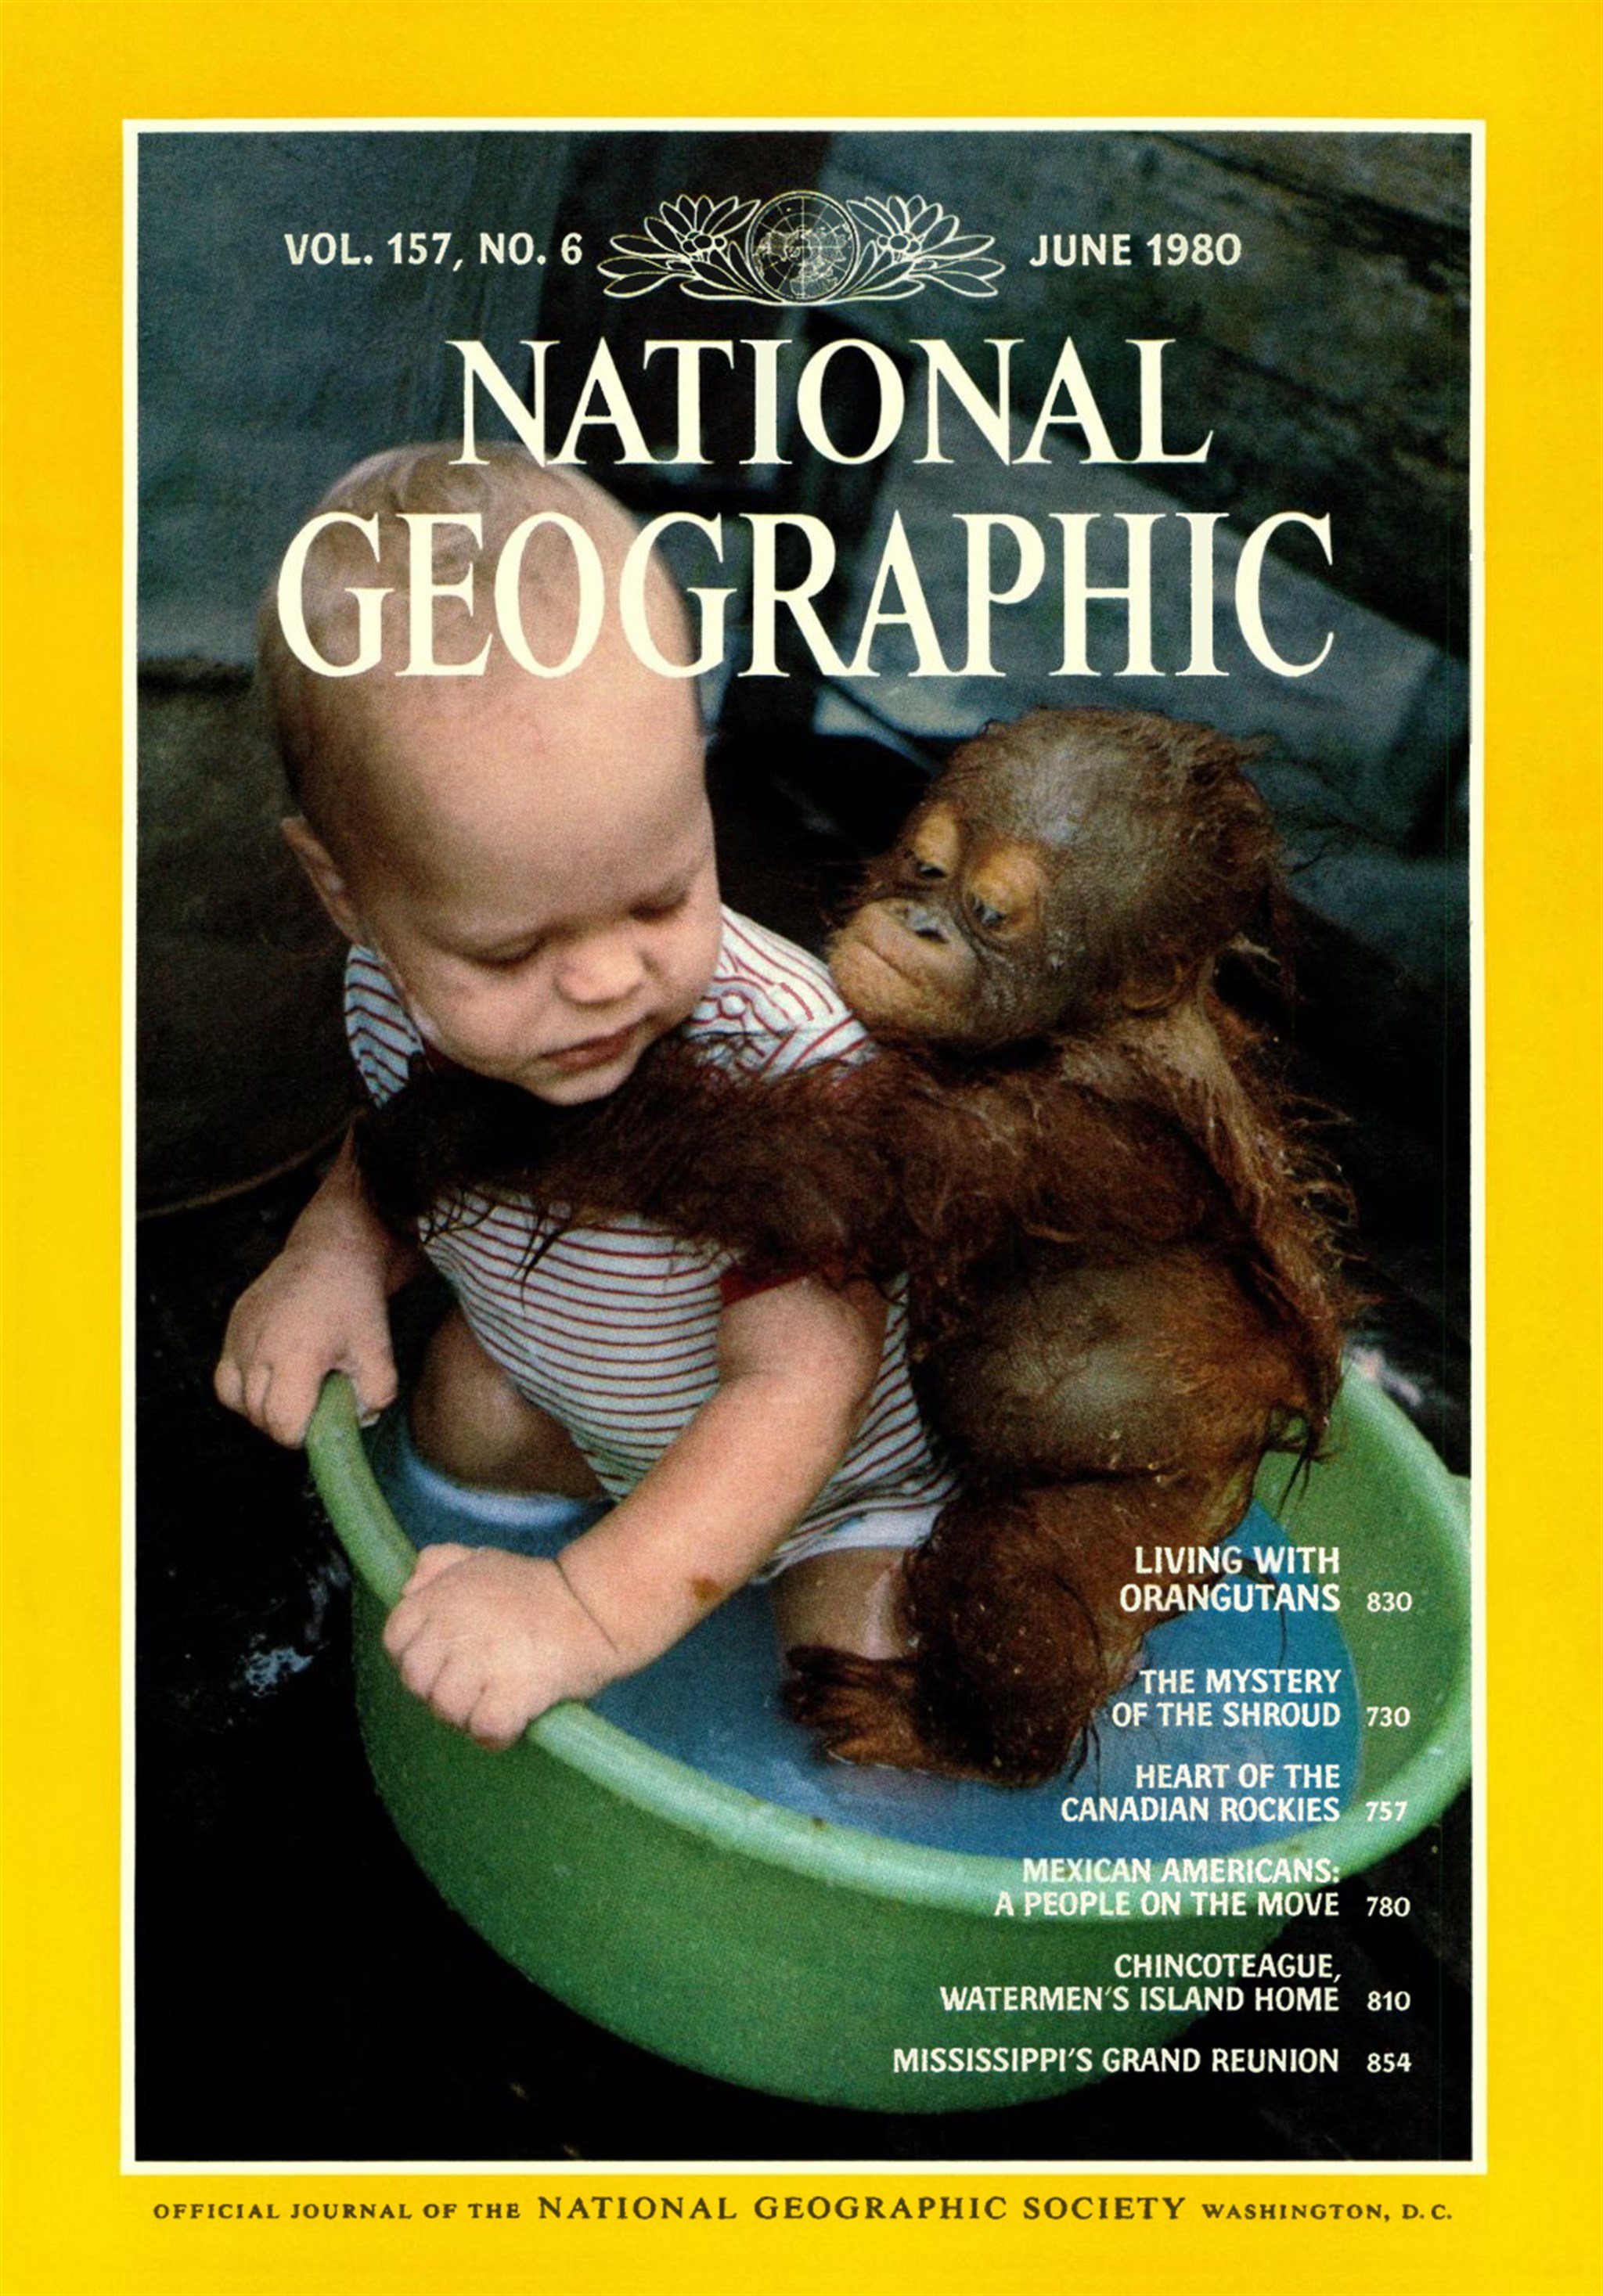 VOL. 157, NO. 6 JUNE 1980
NATIONAL
GEOGRAPHIC
LIVING WITH
ORANGUTANS 830
THE MYSTERY
OF THE SHROUD 730
HEART OF THE
CANADIAN ROCKIES 757
MEXICAN AMERICANS:
A PEOPLE ON THE MOVE 780
CHINCOTEAGUE,
WATERMEN'S ISLAND HOME 810
MISSISSIPPI'S GRAND REUNION 854
OFFICIAL JOURNAL OF THE NATIONAL GEOGRAPHIC SOCIETY WASHINGTON, D.C.